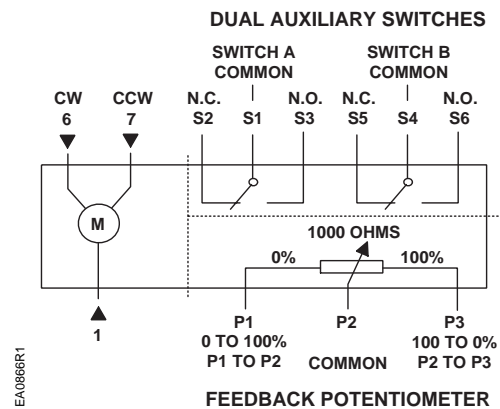 DUAL AUXILIARY SWITCHES
SWITCH A SWITCH B
COMMON COMMON
CW CCW N.C. N.O. N.C. N.O.
6 7 S2 S1 S3 S5 S4 S6
M
1000 OHMS
0% 100%
P1 P2 P3
1 0 TO 100% 100 TO 0%
P1 TO P2 COMMON P2 TO P3
FEEDBACK POTENTIOMETER
EA0866R1